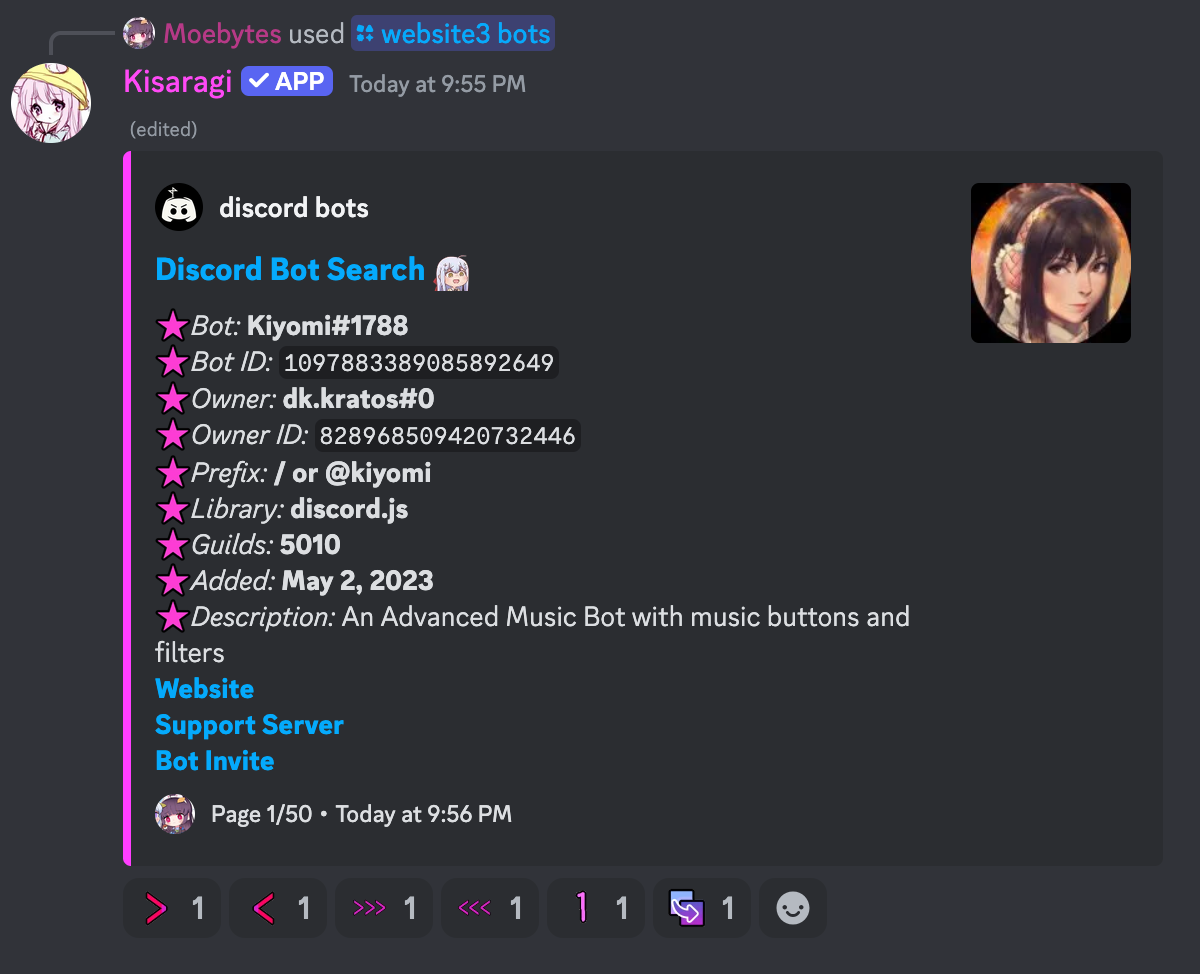 Moebytes used website3 bots
Kisaragi APP Today at 9:55 PM
(edited)
discord bots
Discord Bot Search
Bot: Kiyomi#1788
Bot ID: 1097883389085892649
Owner: dk.kratos#0
Owner ID: 828968509420732446
Prefix: / or @kiyomi
Library: discord.js
Guilds: 5010
Added: May 2, 2023
Description: An Advanced Music Bot with music buttons and
filters
Website
Support Server
Bot Invite
Page 1/50 • Today at 9:56 PM
> 1 < 1 >>> 1 <<< 1 1 1 1